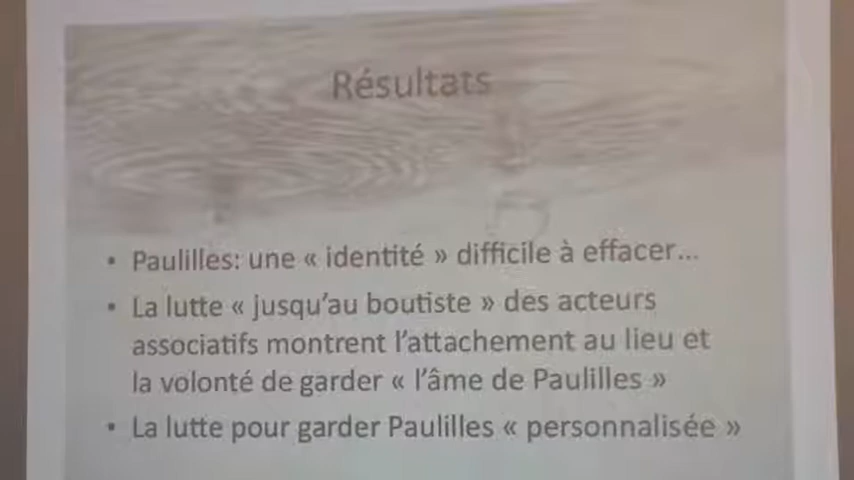 Résultats
• Paulilles: une « identité » difficile à effacer...
• La lutte « jusqu'au boutiste » des acteurs
associatifs montrent l'attachement au lieu et
la volonté de garder « l'âme de Paulilles »
• La lutte pour garder Paulilles « personnalisée »